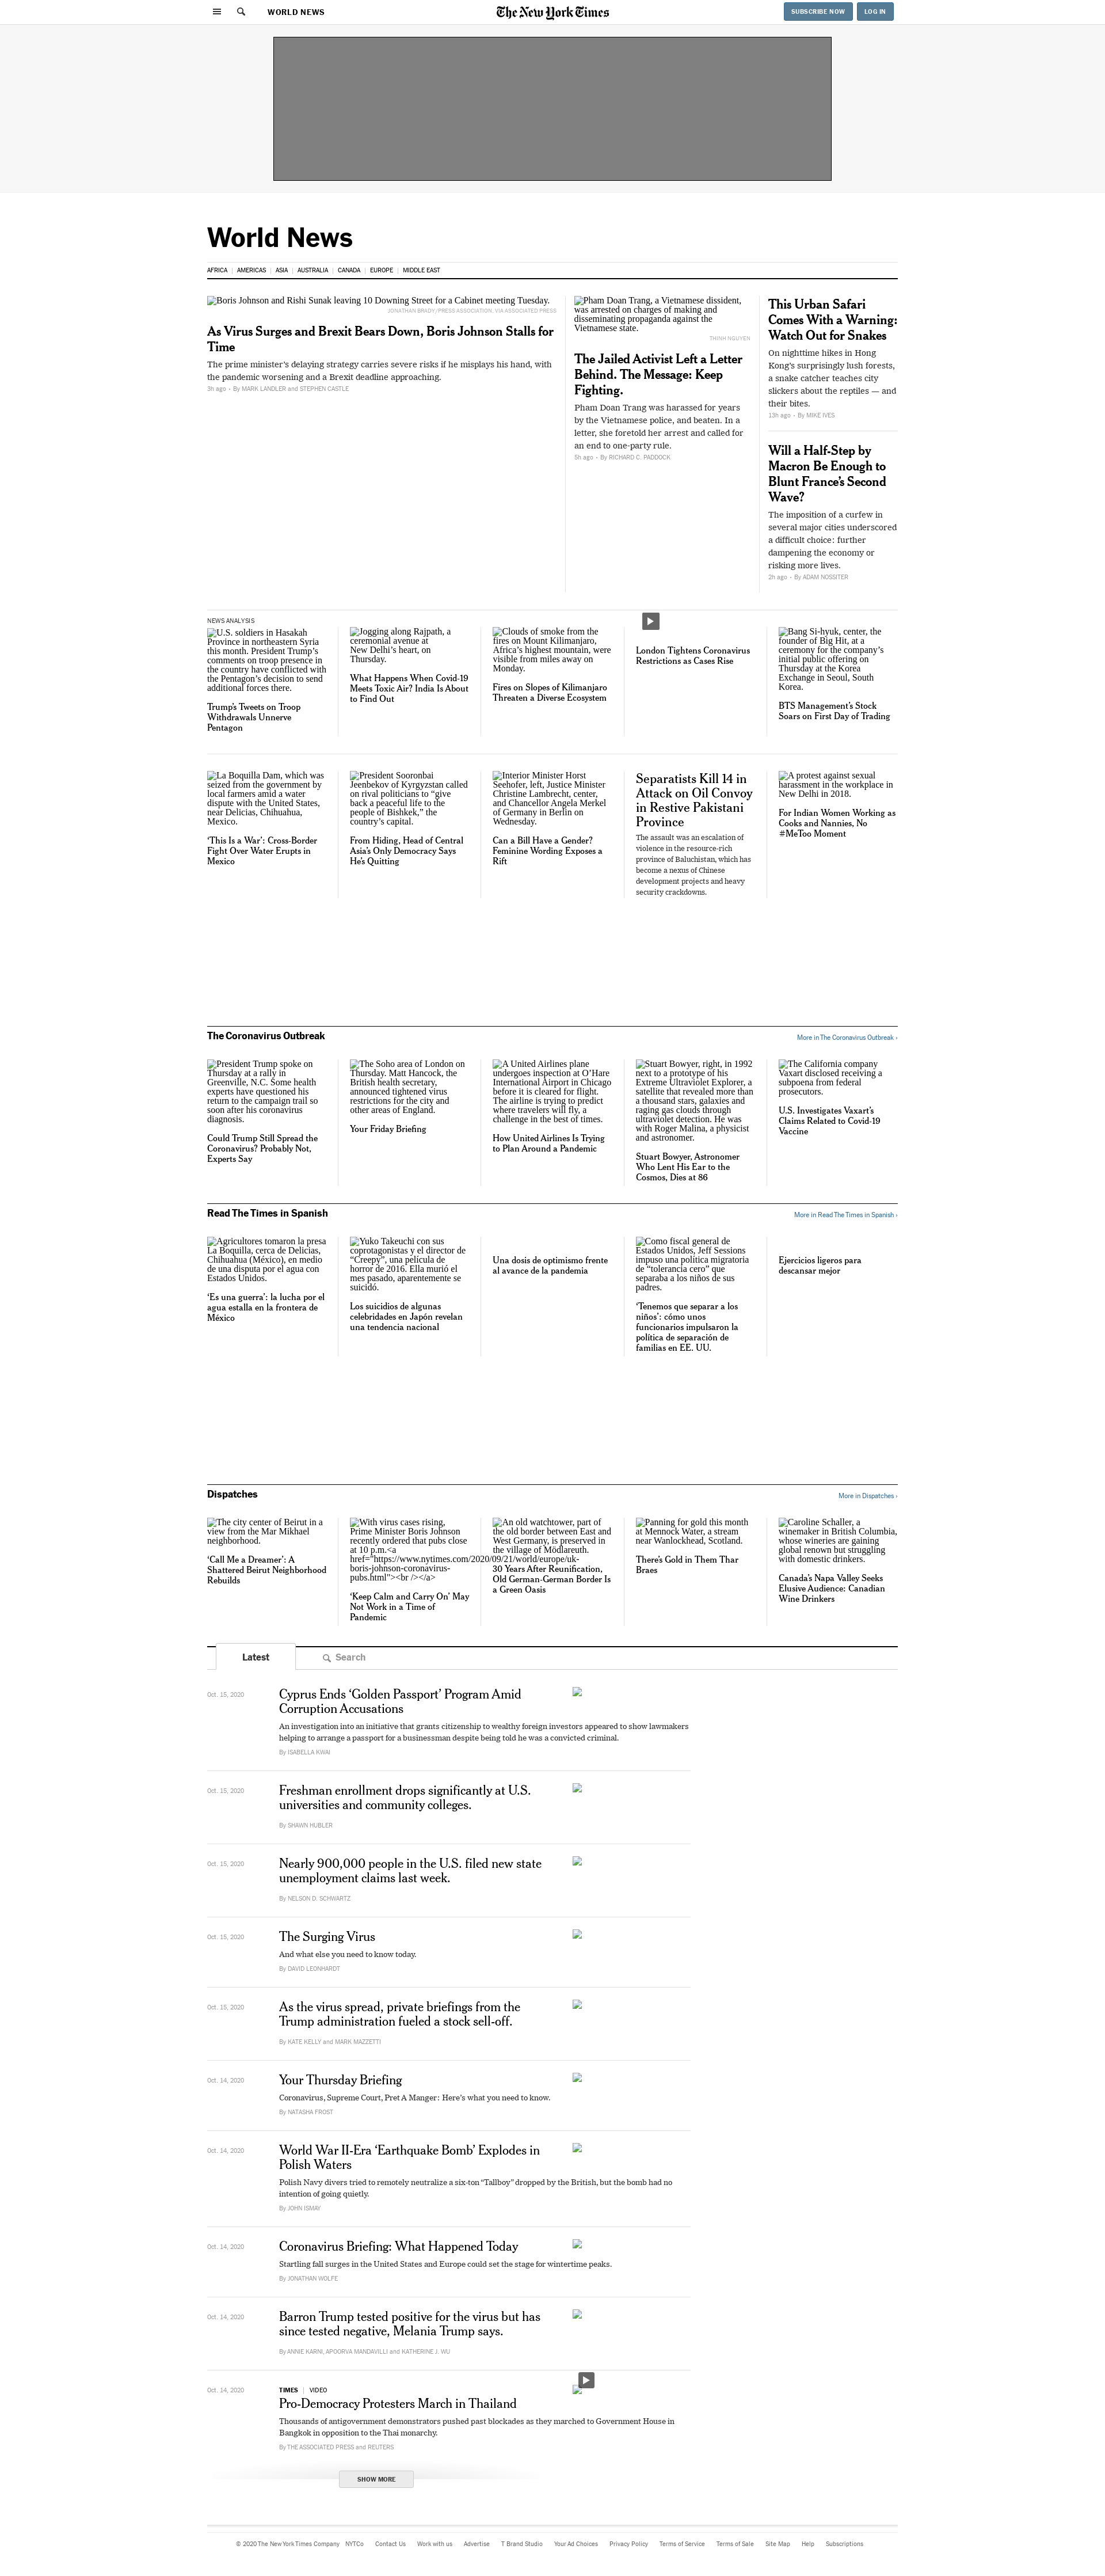 WORLD NEWS
The New York Times
SUBSCRIBE NOW
LOG IN
World News
AFRICA
AMERICAS
ASIA
AUSTRALIA
CANADA
EUROPE
MIDDLE EAST
Boris Johnson and Rishi Sunak leaving 10 Downing Street for a Cabinet meeting Tuesday.
JONATHAN BRADY/PRESS ASSOCIATION, VIA ASSOCIATED PRESS
As Virus Surges and Brexit Bears Down, Boris Johnson Stalls for
Time
The prime minister's delaying strategy carries severe risks if he misplays his hand, with
the pandemic worsening and a Brexit deadline approaching.
3h ago • By MARK LANDLER and STEPHEN CASTLE
Pham Doan Trang, a Vietnamese dissident,
was arrested on charges of making and
disseminating propaganda against the
Vietnamese state.
THINH NGUYEN
The Jailed Activist Left a Letter
Behind. The Message: Keep
Fighting.
Pham Doan Trang was harassed for years
by the Vietnamese police, and beaten. In a
letter, she foretold her arrest and called for
an end to one-party rule.
5h ago • By RICHARD C. PADDOCK
This Urban Safari
Comes With a Warning:
Watch Out for Snakes
On nighttime hikes in Hong
Kong's surprisingly lush forests,
a snake catcher teaches city
slickers about the reptiles — and
their bites.
13h ago • By MIKE IVES
Will a Half-Step by
Macron Be Enough to
Blunt France's Second
Wave?
The imposition of a curfew in
several major cities underscored
a difficult choice: further
dampening the economy or
risking more lives.
2h ago • By ADAM NOSSITER
NEWS ANALYSIS
U.S. soldiers in Hasakah
Province in northeastern Syria
this month. President Trump's
comments on troop presence in
the country have conflicted with
the Pentagon's decision to send
additional forces there.
Trump's Tweets on Troop
Withdrawals Unnerve
Pentagon
Jogging along Rajpath, a
ceremonial avenue at
New Delhi's heart, on
Thursday.
What Happens When Covid-19
Meets Toxic Air? India Is About
to Find Out
Clouds of smoke from the
fires on Mount Kilimanjaro,
Africa's highest mountain, were
visible from miles away on
Monday.
Fires on Slopes of Kilimanjaro
Threaten a Diverse Ecosystem
London Tightens Coronavirus
Restrictions as Cases Rise
Bang Si-hyuk, center, the
founder of Big Hit, at a
ceremony for the company's
initial public offering on
Thursday at the Korea
Exchange in Seoul, South
Korea.
BTS Management's Stock
Soars on First Day of Trading
La Boquilla Dam, which was
seized from the government by
local farmers amid a water
dispute with the United States,
near Delicias, Chihuahua,
Mexico.
'This Is a War': Cross-Border
Fight Over Water Erupts in
Mexico
President Sooronbai
Jeenbekov of Kyrgyzstan called
on rival politicians to "give
back a peaceful life to the
people of Bishkek," the
country's capital.
From Hiding, Head of Central
Asia's Only Democracy Says
He's Quitting
Interior Minister Horst
Seehofer, left, Justice Minister
Christine Lambrecht, center,
and Chancellor Angela Merkel
of Germany in Berlin on
Wednesday.
Can a Bill Have a Gender?
Feminine Wording Exposes a
Rift
Separatists Kill 14 in
Attack on Oil Convoy
in Restive Pakistani
Province
The assault was an escalation of
violence in the resource-rich
province of Baluchistan, which has
become a nexus of Chinese
development projects and heavy
security crackdowns.
A protest against sexual
harassment in the workplace in
New Delhi in 2018.
For Indian Women Working as
Cooks and Nannies, No
#MeToo Moment
The Coronavirus Outbreak
More in The Coronavirus Outbreak ›
President Trump spoke on
Thursday at a rally in
Greenville, N.C. Some health
experts have questioned his
return to the campaign trail so
soon after his coronavirus
diagnosis.
Could Trump Still Spread the
Coronavirus? Probably Not,
Experts Say
The Soho area of London on
Thursday. Matt Hancock, the
British health secretary,
announced tightened virus
restrictions for the city and
other areas of England.
Your Friday Briefing
A United Airlines plane
undergoes inspection at O'Hare
International Airport in Chicago
before it is cleared for flight.
The airline is trying to predict
where travelers will fly, a
challenge in the best of times.
How United Airlines Is Trying
to Plan Around a Pandemic
Stuart Bowyer, right, in 1992
next to a prototype of his
Extreme Ultraviolet Explorer, a
satellite that revealed more than
a thousand stars, galaxies and
raging gas clouds through
ultraviolet detection. He was
with Roger Malina, a physicist
and astronomer.
Stuart Bowyer, Astronomer
Who Lent His Ear to the
Cosmos, Dies at 86
The California company
Vaxart disclosed receiving a
subpoena from federal
prosecutors.
U.S. Investigates Vaxart's
Claims Related to Covid-19
Vaccine
Read The Times in Spanish
More in Read The Times in Spanish ›
Agricultores tomaron la presa
La Boquilla, cerca de Delicias,
Chihuahua (México), en medio
de una disputa por el agua con
Estados Unidos.
'Es una guerra': la lucha por el
agua estalla en la frontera de
México
Yuko Takeuchi con sus
coprotagonistas y el director de
"Creepy", una película de
horror de 2016. Ella murió el
mes pasado, aparentemente se
suicidó.
Los suicidios de algunas
celebridades en Japón revelan
una tendencia nacional
Una dosis de optimismo frente
al avance de la pandemia
Como fiscal general de
Estados Unidos, Jeff Sessions
impuso una política migratoria
de "tolerancia cero" que
separaba a los niños de sus
padres.
'Tenemos que separar a los
niños': cómo unos
funcionarios impulsaron la
política de separación de
familias en EE. UU.
Ejercicios ligeros para
descansar mejor
Dispatches
More in Dispatches ›
The city center of Beirut in a
view from the Mar Mikhael
neighborhood.
'Call Me a Dreamer': A
Shattered Beirut Neighborhood
Rebuilds
With virus cases rising,
Prime Minister Boris Johnson
recently ordered that pubs close
at 10 p.m.<a
href="https://www.nytimes.com/2020/09/21/world/europe/uk-
boris-johnson-coronavirus-
pubs.html"><br /></a>
'Keep Calm and Carry On' May
Not Work in a Time of
Pandemic
An old watchtower, part of
the old border between East and
West Germany, is preserved in
the village of Mödlareuth.
30 Years After Reunification,
Old German-German Border Is
a Green Oasis
Panning for gold this month
at Mennock Water, a stream
near Wanlockhead, Scotland.
There's Gold in Them Thar
Braes
Caroline Schaller, a
winemaker in British Columbia,
whose wineries are gaining
global renown but struggling
with domestic drinkers.
Canada's Napa Valley Seeks
Elusive Audience: Canadian
Wine Drinkers
Latest
Search
Oct. 15, 2020
Cyprus Ends 'Golden Passport' Program Amid
Corruption Accusations
An investigation into an initiative that grants citizenship to wealthy foreign investors appeared to show lawmakers
helping to arrange a passport for a businessman despite being told he was a convicted criminal.
By ISABELLA KWAI
Oct. 15, 2020
Freshman enrollment drops significantly at U.S.
universities and community colleges.
By SHAWN HUBLER
Oct. 15, 2020
Nearly 900,000 people in the U.S. filed new state
unemployment claims last week.
By NELSON D. SCHWARTZ
Oct. 15, 2020
The Surging Virus
And what else you need to know today.
By DAVID LEONHARDT
Oct. 15, 2020
As the virus spread, private briefings from the
Trump administration fueled a stock sell-off.
By KATE KELLY and MARK MAZZETTI
Oct. 14, 2020
Your Thursday Briefing
Coronavirus, Supreme Court, Pret A Manger: Here's what you need to know.
By NATASHA FROST
Oct. 14, 2020
World War II-Era 'Earthquake Bomb' Explodes in
Polish Waters
Polish Navy divers tried to remotely neutralize a six-ton "Tallboy" dropped by the British, but the bomb had no
intention of going quietly.
By JOHN ISMAY
Oct. 14, 2020
Coronavirus Briefing: What Happened Today
Startling fall surges in the United States and Europe could set the stage for wintertime peaks.
By JONATHAN WOLFE
Oct. 14, 2020
Barron Trump tested positive for the virus but has
since tested negative, Melania Trump says.
By ANNIE KARNI, APOORVA MANDAVILLI and KATHERINE J. WU
Oct. 14, 2020
TIMES | VIDEO
Pro-Democracy Protesters March in Thailand
Thousands of antigovernment demonstrators pushed past blockades as they marched to Government House in
Bangkok in opposition to the Thai monarchy.
By THE ASSOCIATED PRESS and REUTERS
SHOW MORE
© 2020 The New York Times Company
NYTCo
Contact Us
Work with us
Advertise
T Brand Studio
Your Ad Choices
Privacy Policy
Terms of Service
Terms of Sale
Site Map
Help
Subscriptions